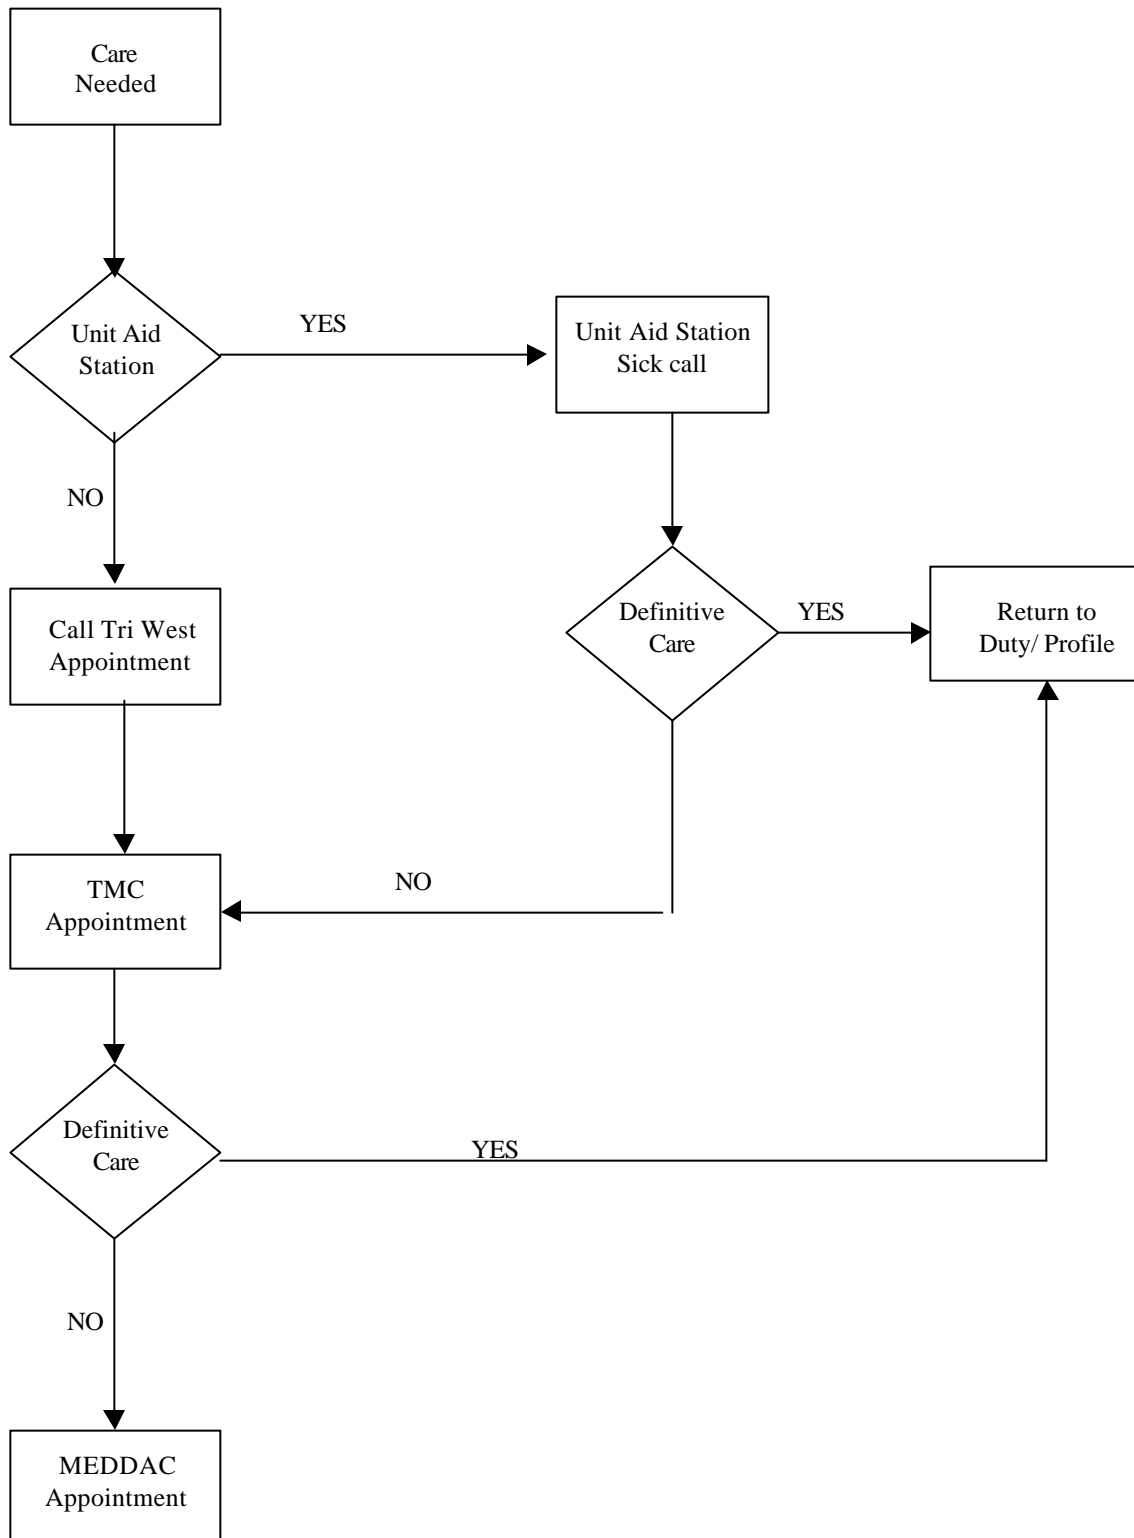 Care
Needed
Unit Aid
Station
YES
Unit Aid Station
Sick call
NO
Call Tri West
Appointment
Definitive
Care
YES
Return to
Duty/ Profile
NO
TMC
Appointment
Definitive
Care
YES
NO
MEDDAC
Appointment